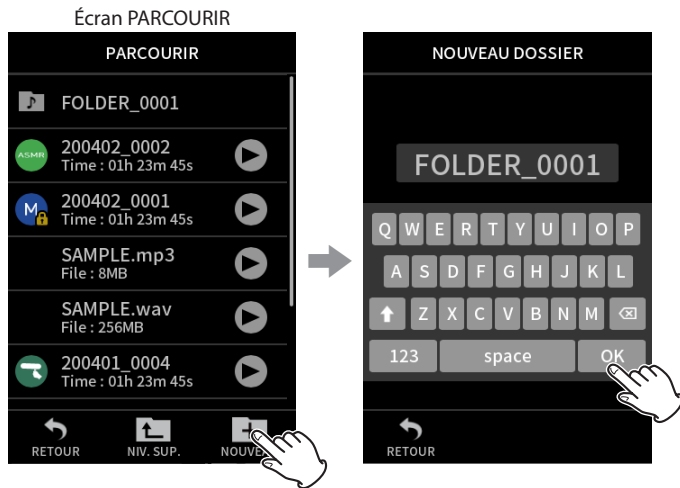 Écran PARCOURIR
PARCOURIR
FOLDER_0001
ASMR
200402_0002
Time : 01h 23m 45s
M
200402_0001
Time : 01h 23m 45s
SAMPLE.mp3
File : 8MB
SAMPLE.wav
File : 256MB
200401_0004
Time : 01h 23m 45s
RETOUR NIV. SUP.
NOUVEAU DOSSIER
FOLDER_0001
Q W E R T Y U I O P
A S D F G H J K L
Z X C V B N M
123 space OK
RETOUR